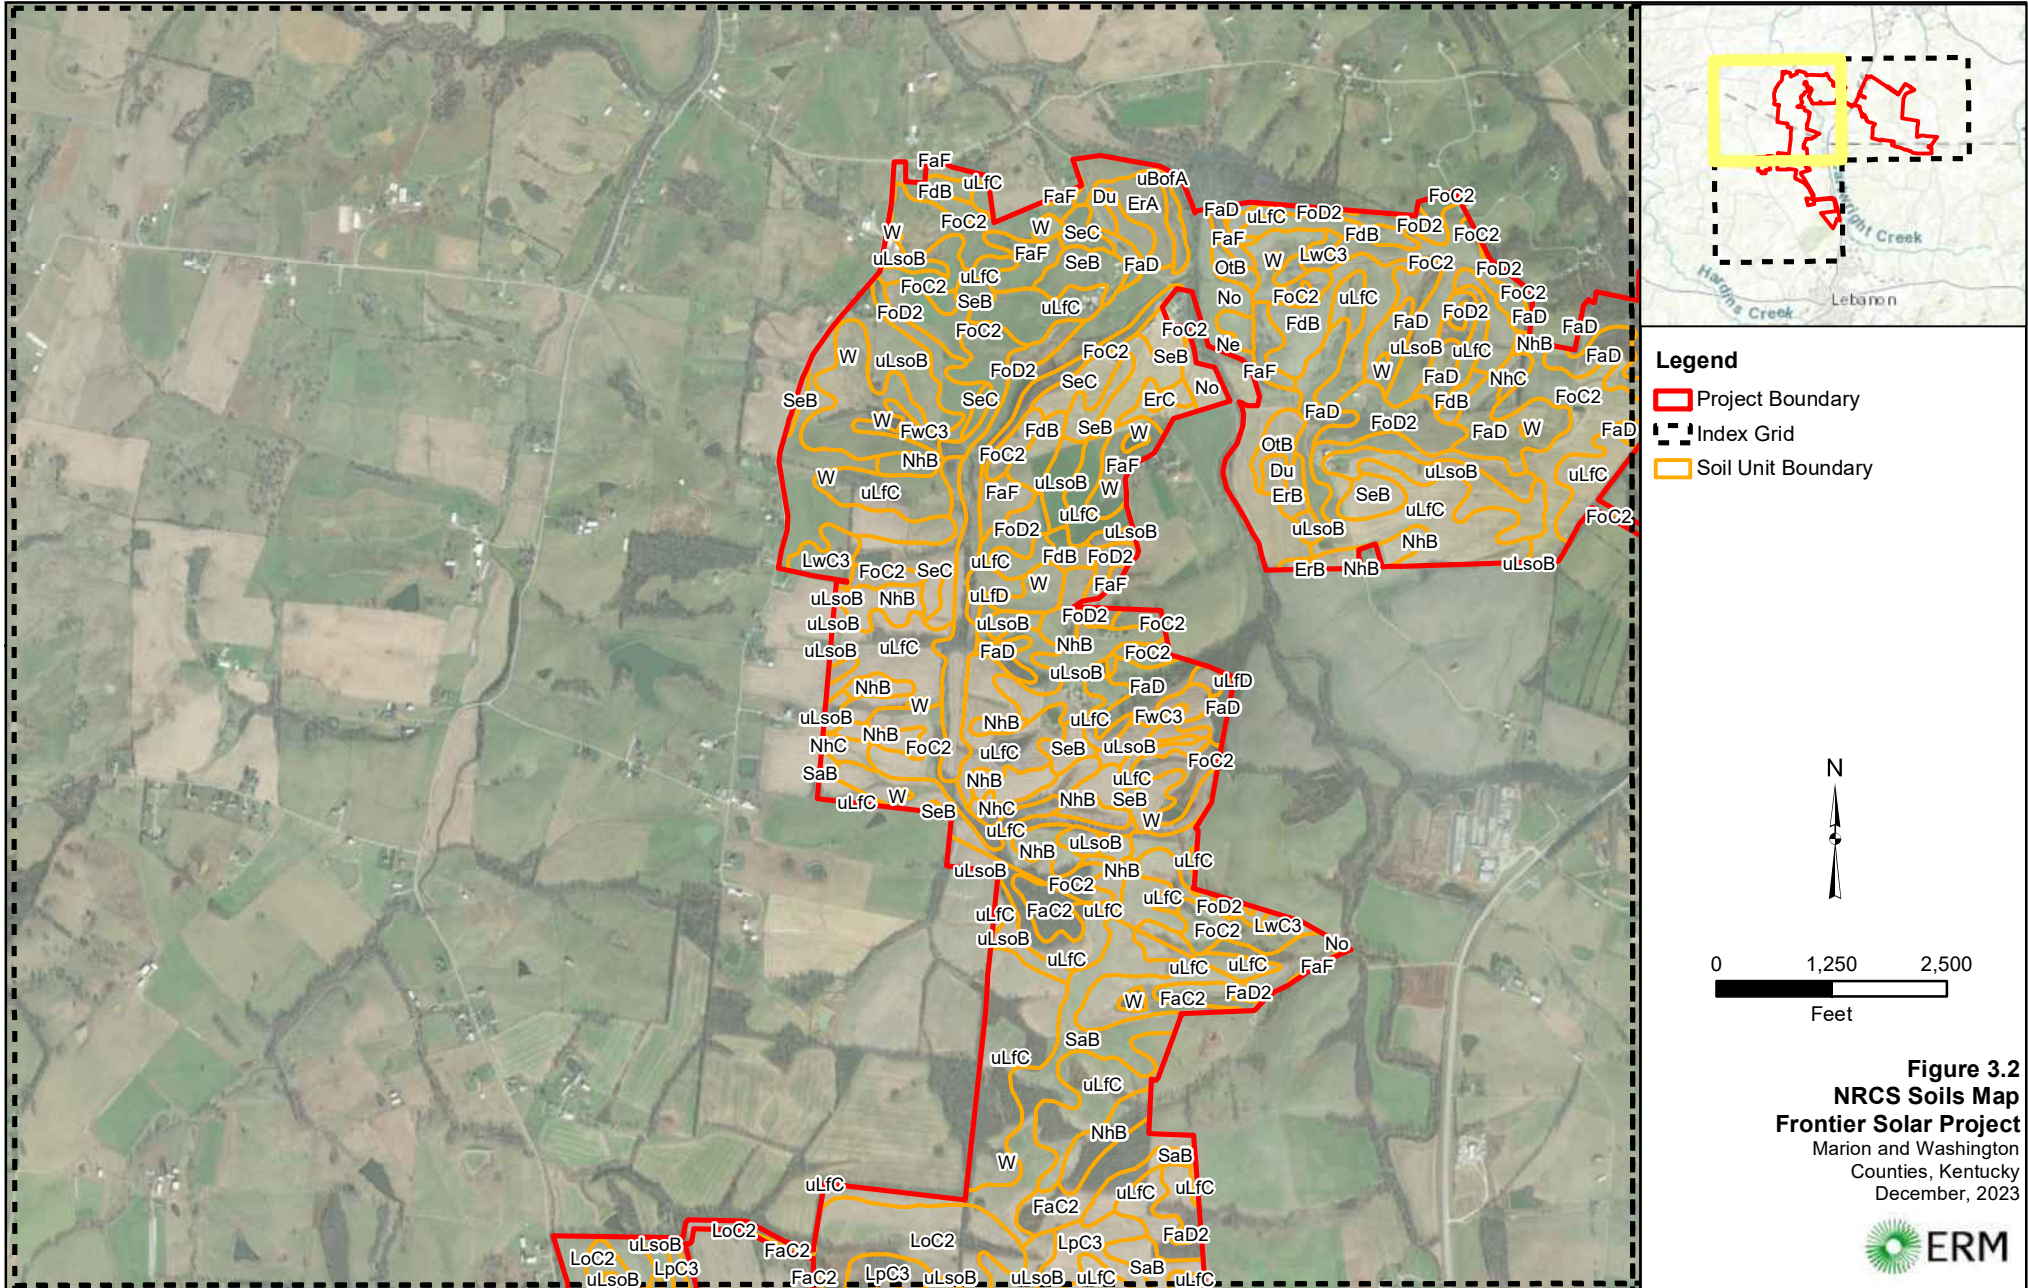 FaF
uLfC
FdB
FoC2
W
uLsoB
FoC2
uLfC
SeB
FoD2
FoC2
FaF
Du
uBofA
ErA
W
SeC
FaF
SeB
FaD
uLfC
FaD
uLfC
FoD2
FoC2
FoD2
FoC2
FaF
FdB
OtB
W
LwC3
FoC2
FoD2
No
FoC2
uLfC
FoC2
FdB
FaD
FoD2
FaD
FaD
Ne
uLsoB
uLfC
NhB
FaD
FaF
W
FaD
NhC
FdB
FoC2
FaD
FoD2
FaD
W
FaD
OtB
Du
uLsoB
uLfC
ErB
SeB
uLfC
FoC2
uLsoB
NhB
ErB
NhB
uLsoB
W
uLsoB
FoD2
SeB
SeC
W
FwC3
NhB
W
uLfC
FoC2
FoC2
SeB
SeC
ErC
No
FdB
SeB
W
FoC2
FaF
uLsoB
W
FaF
uLfC
FoD2
uLsoB
LwC3
FoC2
SeC
uLfC
FdB
FoD2
W
FaF
uLsoB
NhB
uLfD
uLsoB
uLsoB
FoD2
FoC2
uLsoB
uLfC
FaD
NhB
FoC2
uLsoB
uLfD
NhB
FaD
W
FaD
uLsoB
NhB
uLfC
FwC3
NhB
NhC
FoC2
uLfC
SeB
uLsoB
FoC2
SaB
NhB
uLfC
uLfC
W
SeB
NhC
NhB
SeB
uLfC
W
NhB
uLsoB
uLfC
uLsoB
NhB
FoC2
uLfC
uLfC
FaC2
uLfC
FoD2
LwC3
uLsoB
FoC2
No
uLfC
uLfC
uLfC
FaF
W
FaC2
FaD2
SaB
uLfC
uLfC
NhB
W
SaB
uLfC
uLfC
uLfC
FaC2
LoC2
LoC2
uLsoB
FaC2
LoC2
LpC3
FaD2
LpC3
uLsoB
FaC2
LpC3
uLsoB
uLsoB
uLfC
SaB
uLfC
Hardins Creek
Lebanon
Legend
Project Boundary
Index Grid
Soil Unit Boundary
N
0 1,250 2,500
Feet
Figure 3.2
NRCS Soils Map
Frontier Solar Project
Marion and Washington
Counties, Kentucky
December, 2023
ERM